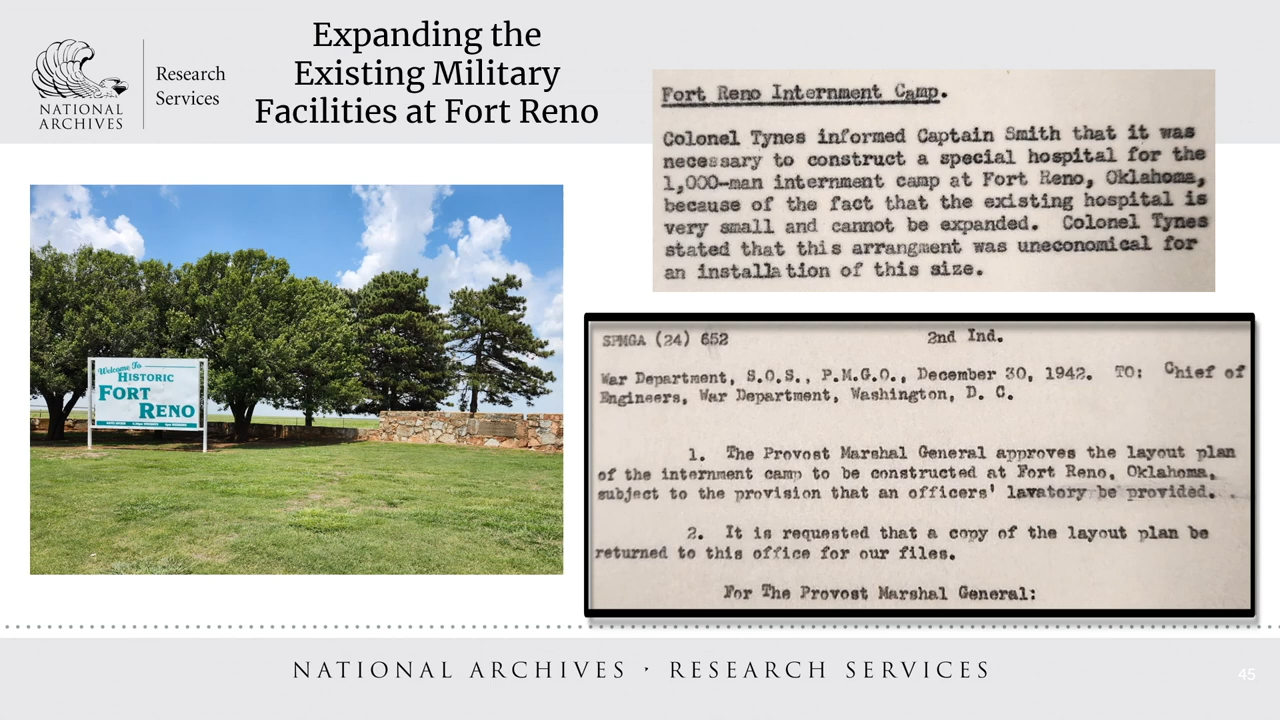 NATIONAL
ARCHIVES
Research
Services
Expanding the
Existing Military
Facilities at Fort Reno
Welcome To
HISTORIC
FORT
RENO
Fort Reno Internment Camp.
Colonel Tynes informed Captain Smith that it was
necessary to construct a special hospital for the
1,000-man internment camp at Fort Reno, Oklahoma,
because of the fact that the existing hospital is
very small and cannot be expanded. Colonel Tynes
stated that this arrangment was uneconomical for
an installation of this size.
SPMGA (24) 652 2nd Ind.
War Department, S.O.S., P.M.G.O., December 30, 1942. TO: Chief of
Engineers, War Department, Washington, D. C.
1. The Provost Marshal General approves the layout plan
of the internment camp to be constructed at Fort Reno, Oklahoma,
subject to the provision that an officers' lavatory be provided.
2. It is requested that a copy of the layout plan be
returned to this office for our files.
For The Provost Marshal General:
NATIONAL ARCHIVES · RESEARCH SERVICES
45